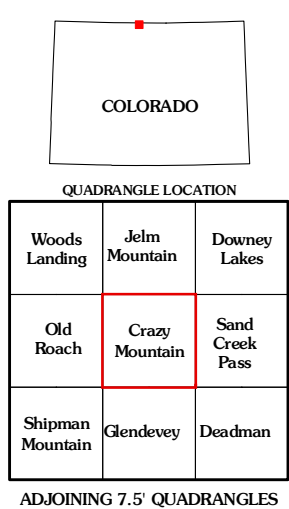 COLORADO
QUADRANGLE LOCATION
Woods
Landing
Jelm
Mountain
Downey
Lakes
Old
Roach
Crazy
Mountain
Sand
Creek
Pass
Shipman
Mountain
Glendevey
Deadman
ADJOINING 7.5' QUADRANGLES